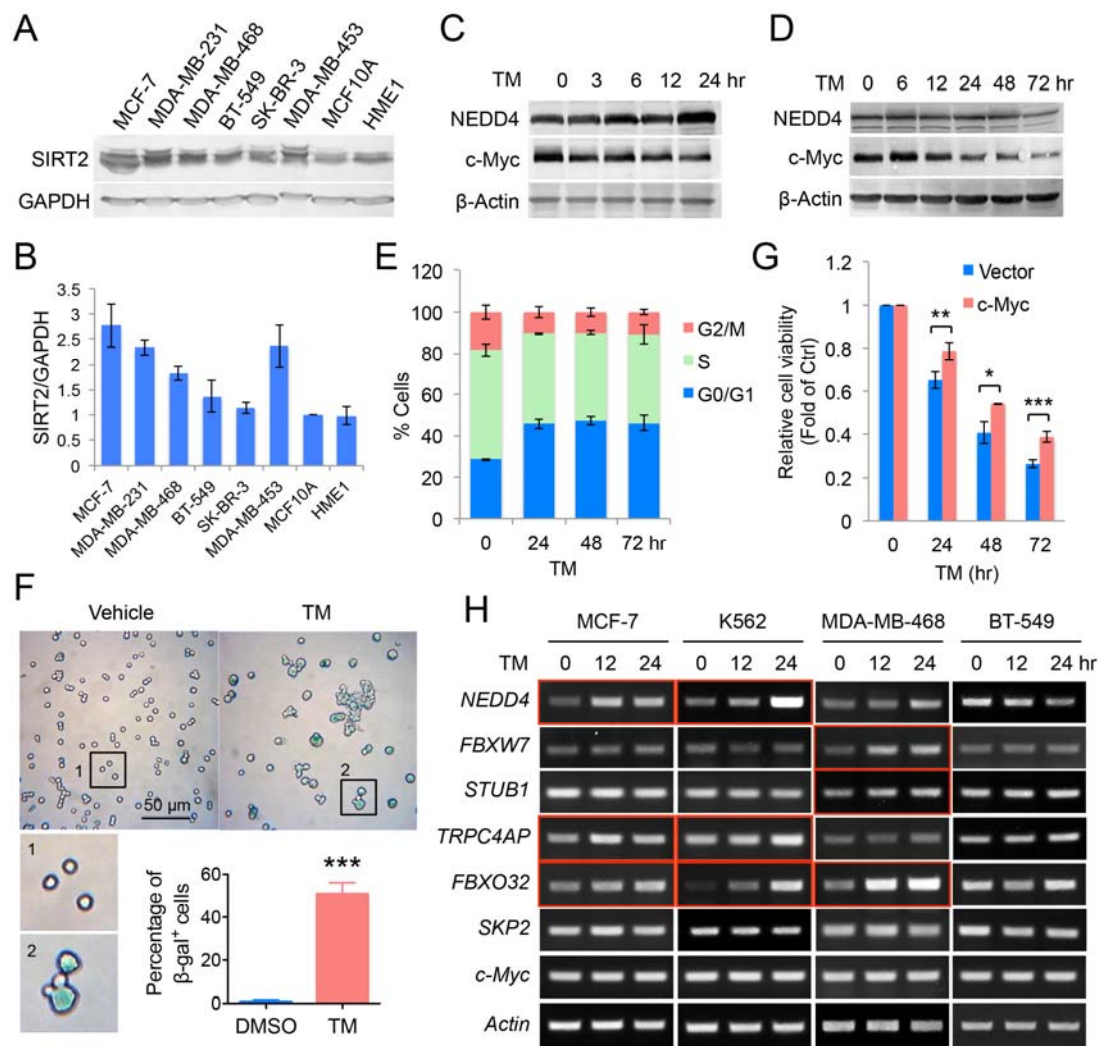 A
MCF-7 MDA-MB-231 MDA-MB-468 BT-549 SK-BR-3 MDA-MB-453 MCF10A HME1
SIRT2
GAPDH
B
SIRT2/GAPDH
3.5
3
2.5
2
1.5
1
0.5
0
MCF-7 MDA-MB-231 MDA-MB-468 BT-549 SK-BR-3 MDA-MB-453 MCF10A HME1
C
TM 0 3 6 12 24 hr
NEDD4
c-Myc
β-Actin
D
TM 0 6 12 24 48 72 hr
NEDD4
c-Myc
β-Actin
E
% Cells
120
100
80
60
40
20
0
G2/M
S
G0/G1
0 24 48 72 hr
TM
G
Relative cell viability
(Fold of Ctrl)
1.2
1
0.8
0.6
0.4
0.2
0
Vector
c-Myc
**
*
***
0 24 48 72
TM (hr)
F
Vehicle TM
1
50 µm
2
1
2
Percentage of
β-gal+ cells
60
40
20
0
***
DMSO TM
H
MCF-7 K562 MDA-MB-468 BT-549
TM 0 12 24 0 12 24 0 12 24 0 12 24 hr
NEDD4
FBXW7
STUB1
TRPC4AP
FBXO32
SKP2
c-Myc
Actin